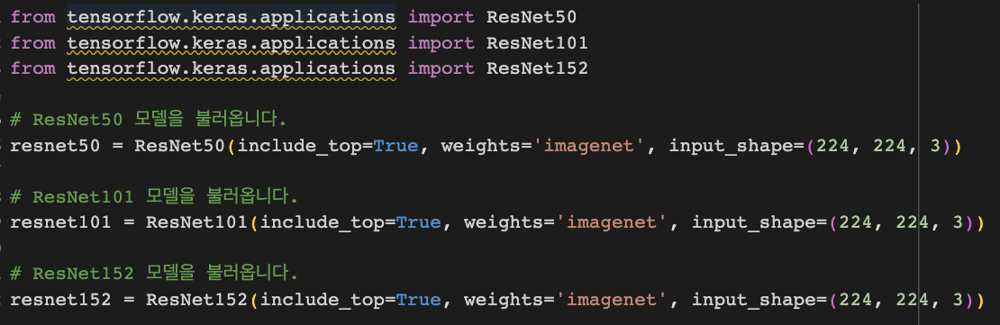 from tensorflow.keras.applications import ResNet50
from tensorflow.keras.applications import ResNet101
from tensorflow.keras.applications import ResNet152
# ResNet50 모델을 불러옵니다.
resnet50 = ResNet50(include_top=True, weights='imagenet', input_shape=(224, 224, 3))
# ResNet101 모델을 불러옵니다.
resnet101 = ResNet101(include_top=True, weights='imagenet', input_shape=(224, 224, 3))
# ResNet152 모델을 불러옵니다.
resnet152 = ResNet152(include_top=True, weights='imagenet', input_shape=(224, 224, 3))